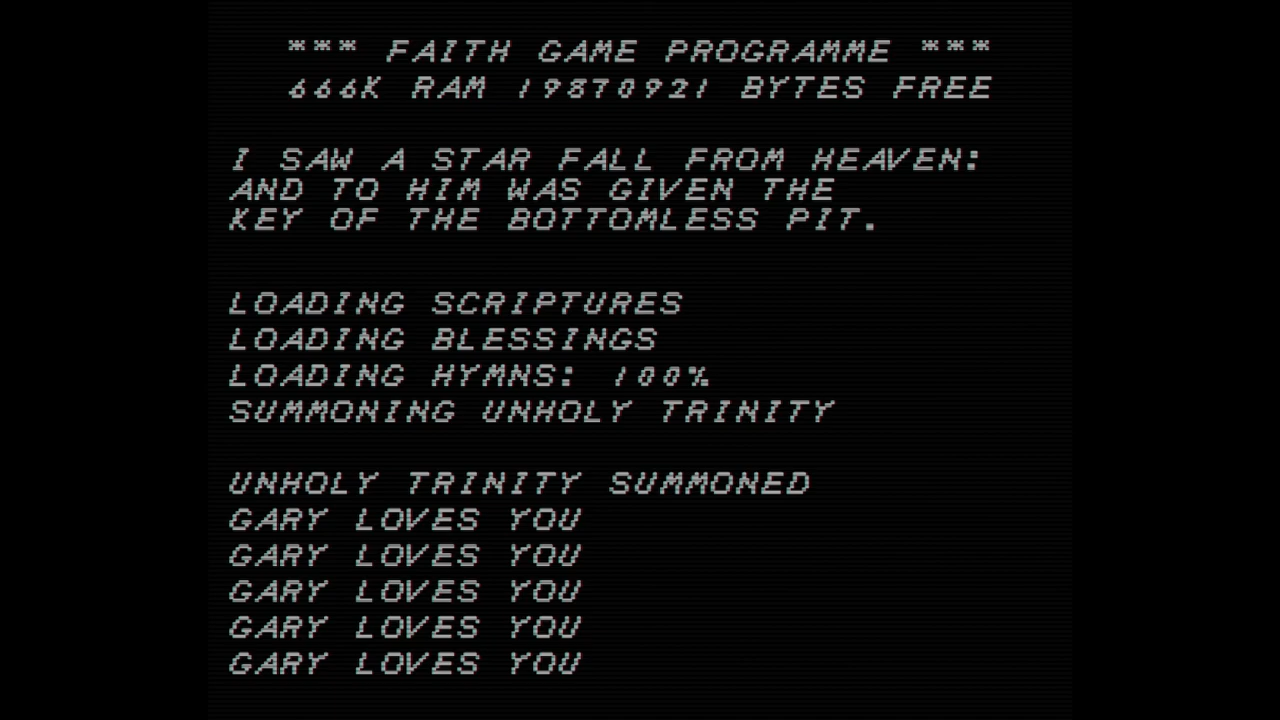 *** FAITH GAME PROGRAMME ***
666K RAM 19870921 BYTES FREE
I SAW A STAR FALL FROM HEAVEN:
AND TO HIM WAS GIVEN THE
KEY OF THE BOTTOMLESS PIT.
LOADING SCRIPTURES
LOADING BLESSINGS
LOADING HYMNS: 100%
SUMMONING UNHOLY TRINITY
UNHOLY TRINITY SUMMONED
GARY LOVES YOU
GARY LOVES YOU
GARY LOVES YOU
GARY LOVES YOU
GARY LOVES YOU